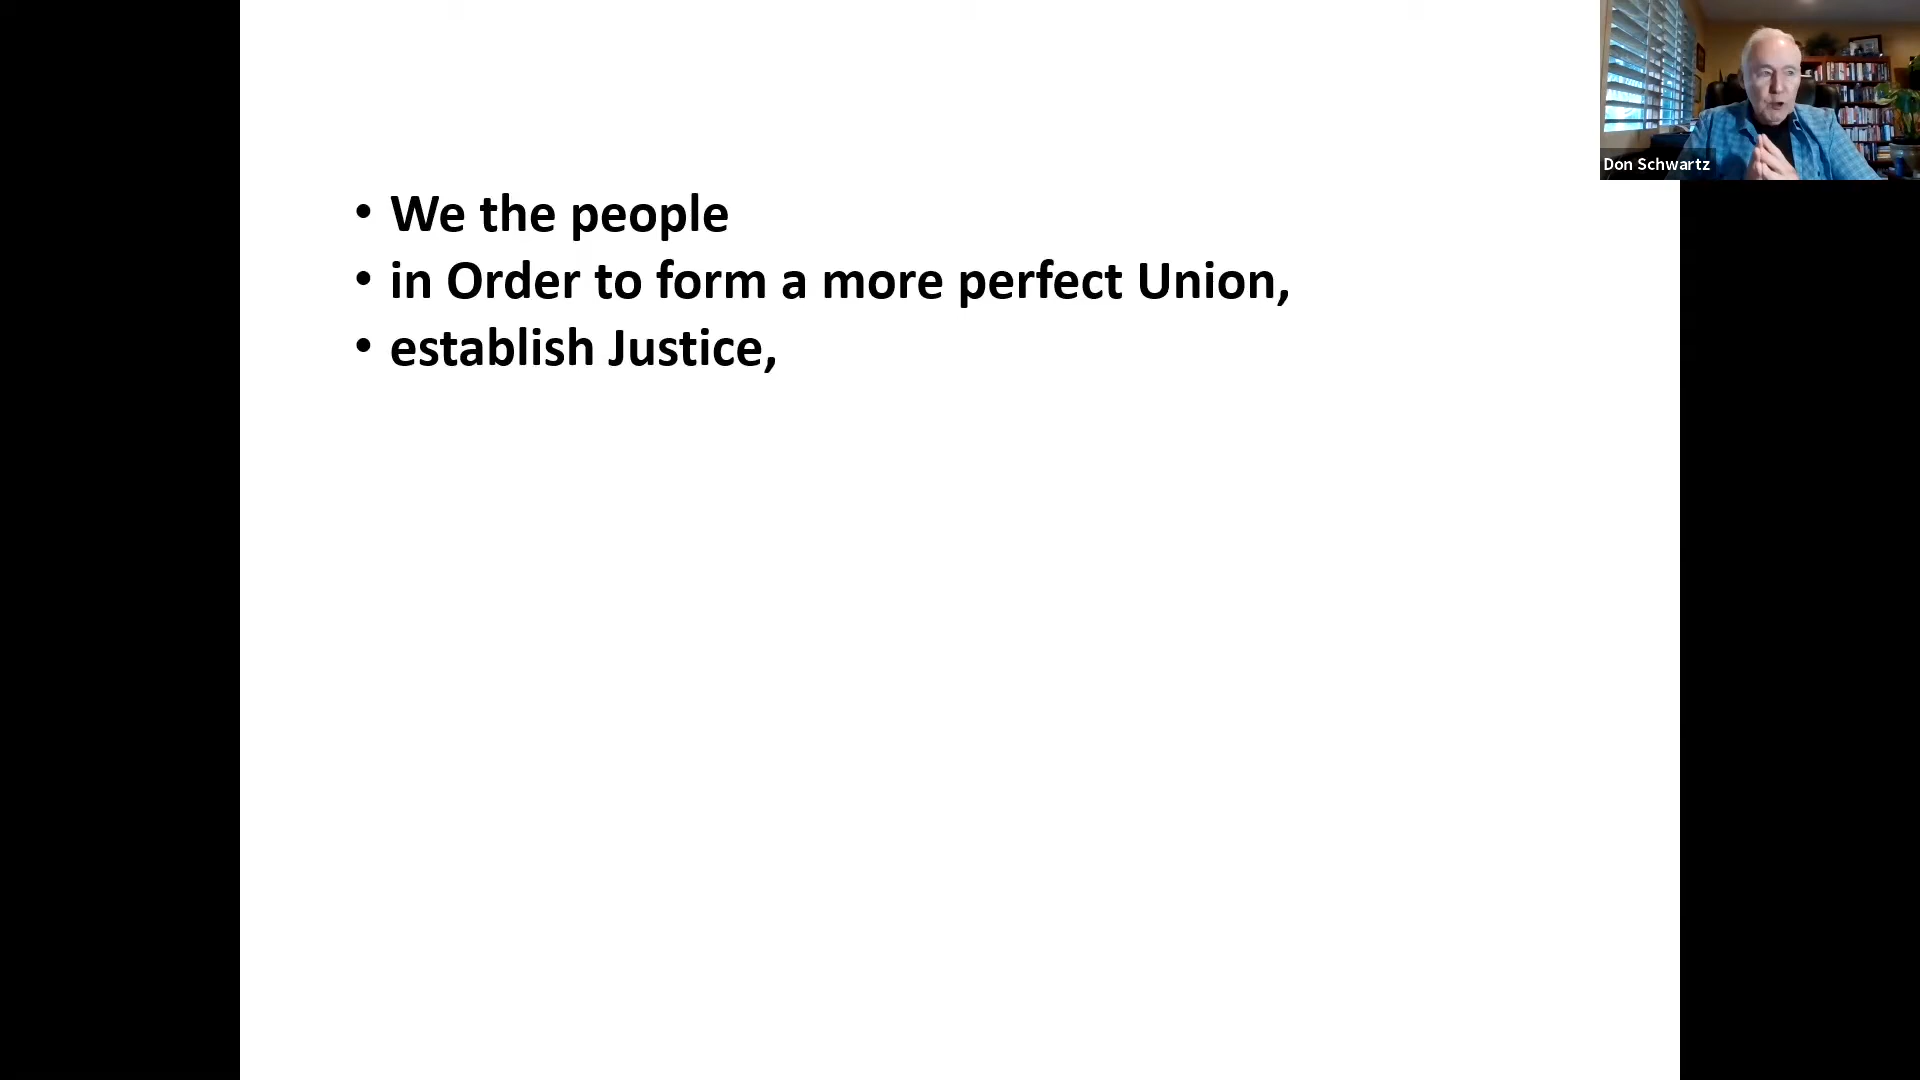 • We the people
• in Order to form a more perfect Union,
• establish Justice,
Don Schwartz